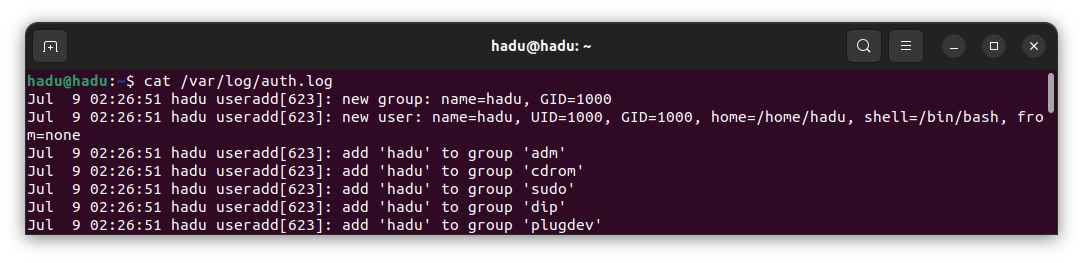 hadu@hadu: ~
hadu@hadu:~$ cat /var/log/auth.log
Jul  9 02:26:51 hadu useradd[623]: new group: name=hadu, GID=1000
Jul  9 02:26:51 hadu useradd[623]: new user: name=hadu, UID=1000, GID=1000, home=/home/hadu, shell=/bin/bash, fro
m=none
Jul  9 02:26:51 hadu useradd[623]: add 'hadu' to group 'adm'
Jul  9 02:26:51 hadu useradd[623]: add 'hadu' to group 'cdrom'
Jul  9 02:26:51 hadu useradd[623]: add 'hadu' to group 'sudo'
Jul  9 02:26:51 hadu useradd[623]: add 'hadu' to group 'dip'
Jul  9 02:26:51 hadu useradd[623]: add 'hadu' to group 'plugdev'